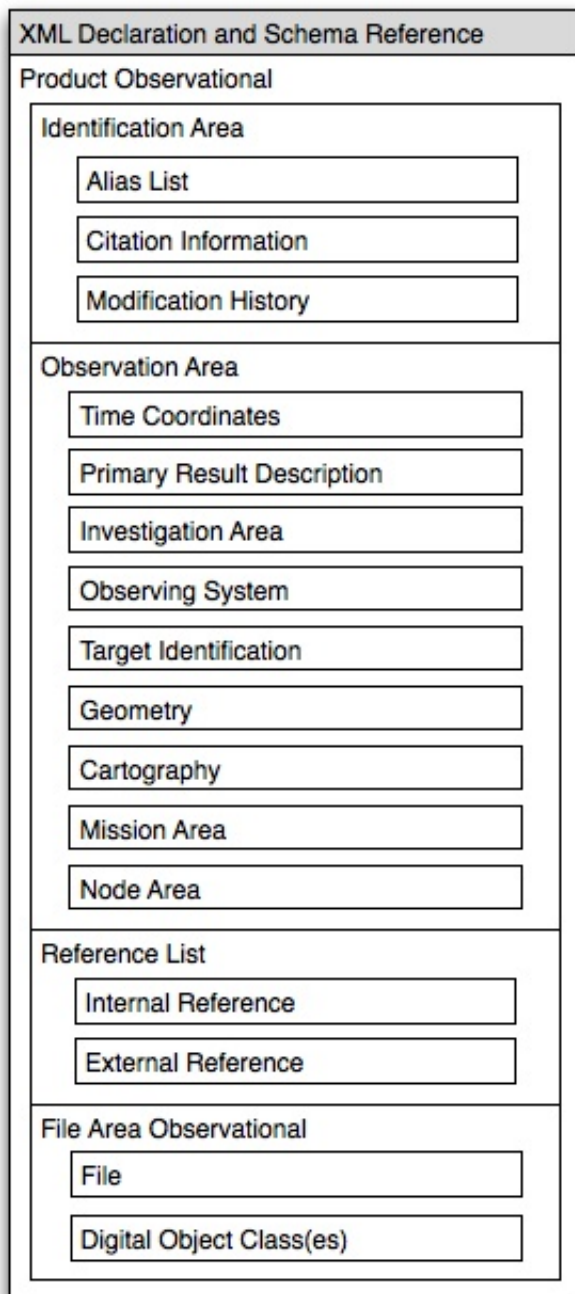 XML Declaration and Schema Reference
Product Observational
Identification Area
Alias List
Citation Information
Modification History
Observation Area
Time Coordinates
Primary Result Description
Investigation Area
Observing System
Target Identification
Geometry
Cartography
Mission Area
Node Area
Reference List
Internal Reference
External Reference
File Area Observational
File
Digital Object Class(es)